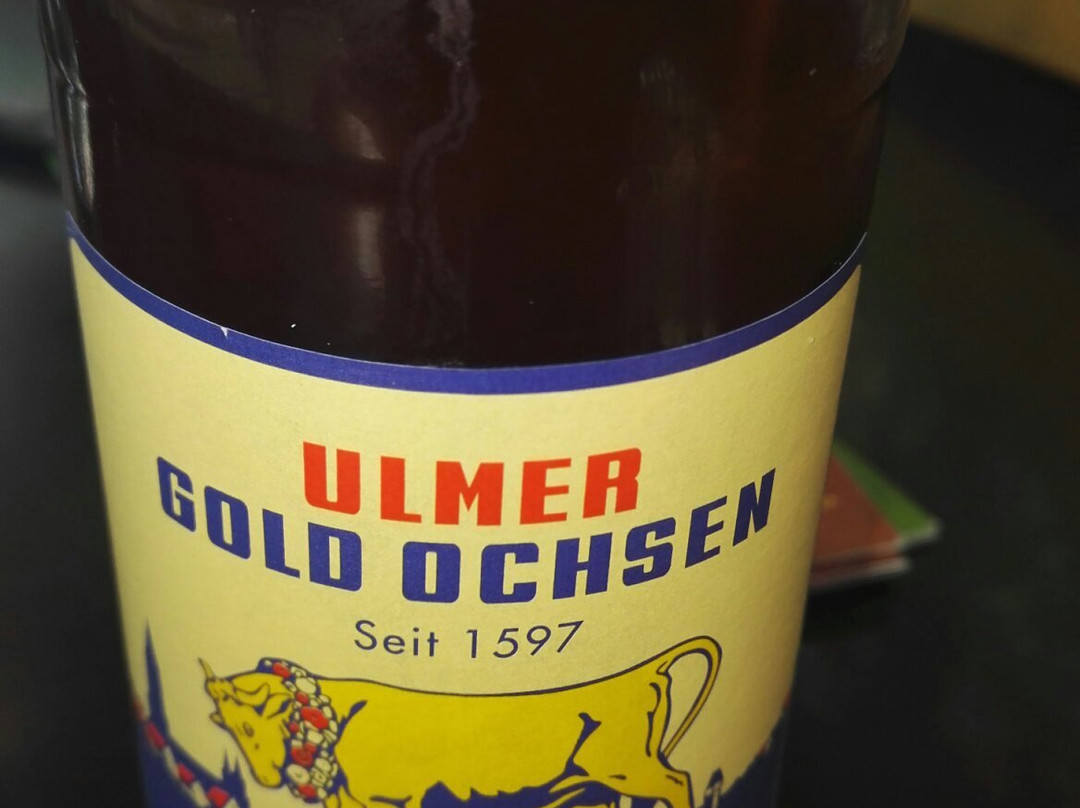 ULMER
GOLD OCHSEN
Seit 1597